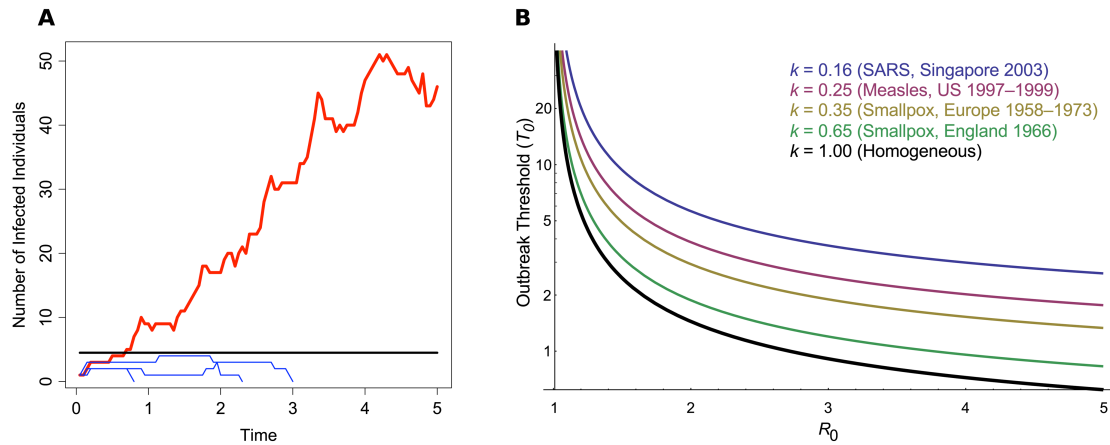 A
Number of Infected Individuals
50
40
30
20
10
0
0 1 2 3 4 5
Time
B
Outbreak Threshold (T0)
20
10
5
2
1
k = 0.16 (SARS, Singapore 2003)
k = 0.25 (Measles, US 1997–1999)
k = 0.35 (Smallpox, Europe 1958–1973)
k = 0.65 (Smallpox, England 1966)
k = 1.00 (Homogeneous)
1 2 3 4 5
R0